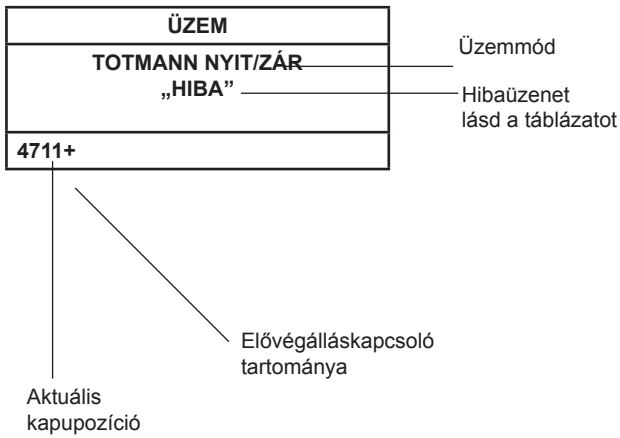 ÜZEM
TOTMANN NYIT/ZÁR
„HIBA”
4711+
Üzemmód
Hibaüzenet
lásd a táblázatot
Elővégálláskapcsoló
tartománya
Aktuális
kapupozíció